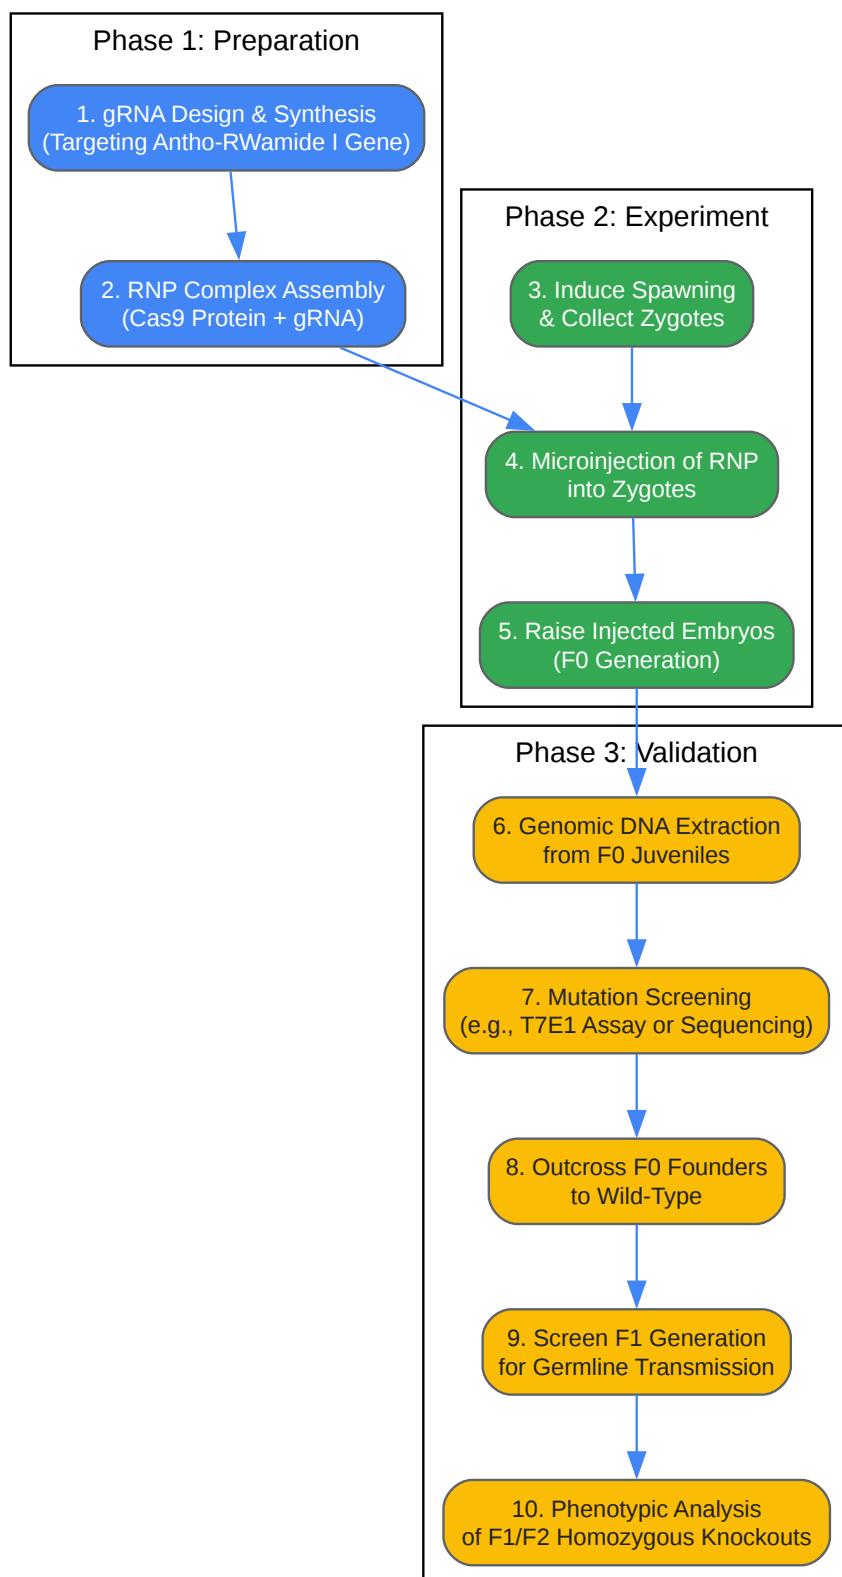 Phase 1: Preparation
1. gRNA Design & Synthesis
(Targeting Antho-RWamide I Gene)
2. RNP Complex Assembly
(Cas9 Protein + gRNA)
Phase 2: Experiment
3. Induce Spawning
& Collect Zygotes
4. Microinjection of RNP
into Zygotes
5. Raise Injected Embryos
(F0 Generation)
Phase 3: Validation
6. Genomic DNA Extraction
from F0 Juveniles
7. Mutation Screening
(e.g., T7E1 Assay or Sequencing)
8. Outcross F0 Founders
to Wild-Type
9. Screen F1 Generation
for Germline Transmission
10. Phenotypic Analysis
of F1/F2 Homozygous Knockouts